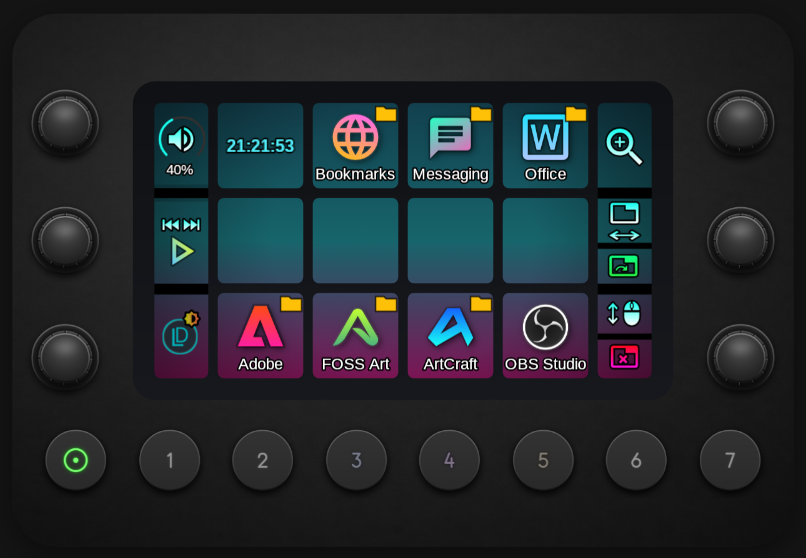 21:21:53
40%
Bookmarks
Messaging
Office
W
Adobe
FOSS Art
ArtCraft
OBS Studio
1
2
3
4
5
6
7